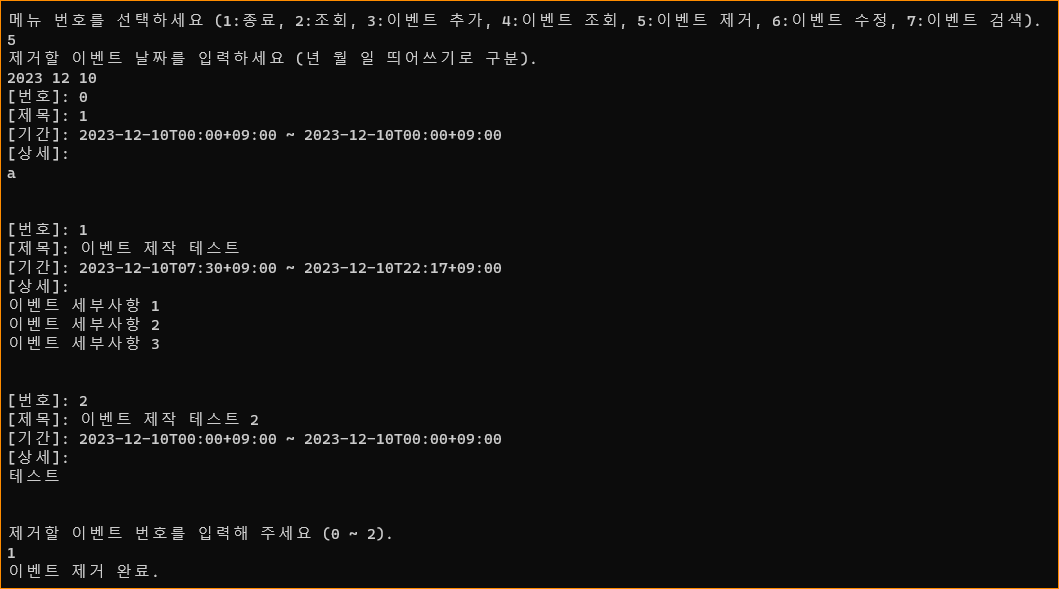 메뉴 번호를 선택하세요 (1:종료, 2:조회, 3:이벤트 추가, 4:이벤트 조회, 5:이벤트 제거, 6:이벤트 수정, 7:이벤트 검색).
5
제거할 이벤트 날짜를 입력하세요 (년 월 일 띄어쓰기로 구분).
2023 12 10
[번호]: 0
[제목]: 1
[기간]: 2023-12-10T00:00+09:00 ~ 2023-12-10T00:00+09:00
[상세]:
a
[번호]: 1
[제목]: 이벤트 제작 테스트
[기간]: 2023-12-10T07:30+09:00 ~ 2023-12-10T22:17+09:00
[상세]:
이벤트 세부사항 1
이벤트 세부사항 2
이벤트 세부사항 3
[번호]: 2
[제목]: 이벤트 제작 테스트 2
[기간]: 2023-12-10T00:00+09:00 ~ 2023-12-10T00:00+09:00
[상세]:
테스트
제거할 이벤트 번호를 입력해 주세요 (0 ~ 2).
1
이벤트 제거 완료.